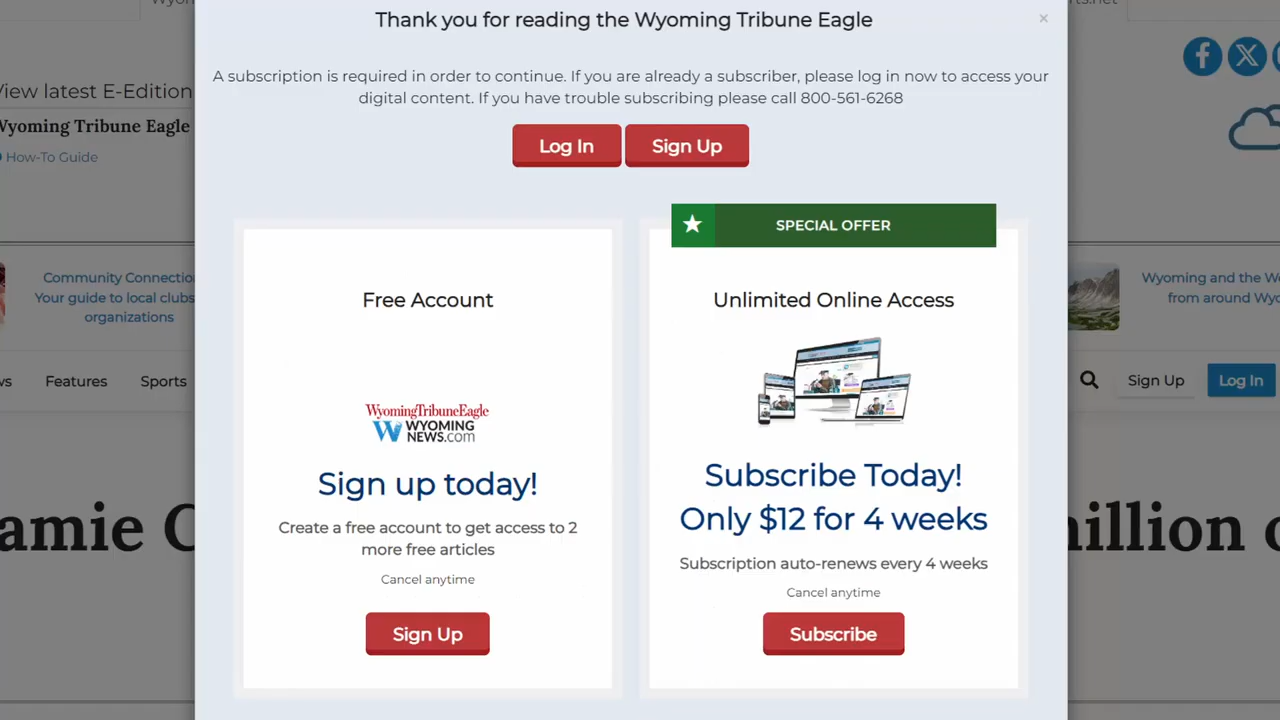 Thank you for reading the Wyoming Tribune Eagle
×
A subscription is required in order to continue. If you are already a subscriber, please log in now to access your
digital content. If you have trouble subscribing please call 800-561-6268
View latest E-Edition
Wyoming Tribune Eagle
How-To Guide
Log In
Sign Up
SPECIAL OFFER
Community Connection
Your guide to local clubs
organizations
Wyoming and the We
from around Wyo
Free Account
Unlimited Online Access
Features
Sports
Sign Up
Log In
WyomingTribuneEagle
WYOMING
NEWS.com
Sign up today!
Create a free account to get access to 2
more free articles
Cancel anytime
Sign Up
Subscribe Today!
Only $12 for 4 weeks
Subscription auto-renews every 4 weeks
Cancel anytime
Subscribe
amie C
illion o